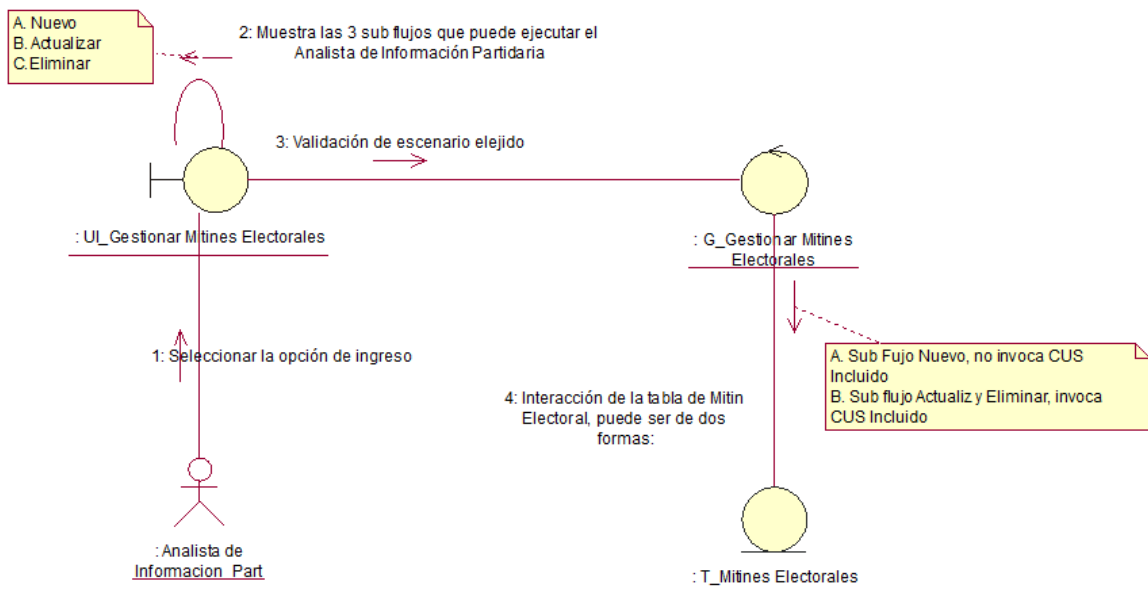 A. Nuevo
B. Actualizar
C.Eliminar
2: Muestra las 3 sub flujos que puede ejecutar el
Analista de Información Partidaria
3: Validación de escenario elejido
: UI_Gestionar Mitines Electorales
: G_Gestionar Mitines
Electorales
1: Seleccionar la opción de ingreso
A. Sub Fujo Nuevo, no invoca CUS
Incluido
B. Sub flujo Actualiz y Eliminar, invoca
CUS Incluido
4: Interacción de la tabla de Mitin
Electoral, puede ser de dos
formas:
: Analista de
Informacion_Part
: T_Mitines Electorales